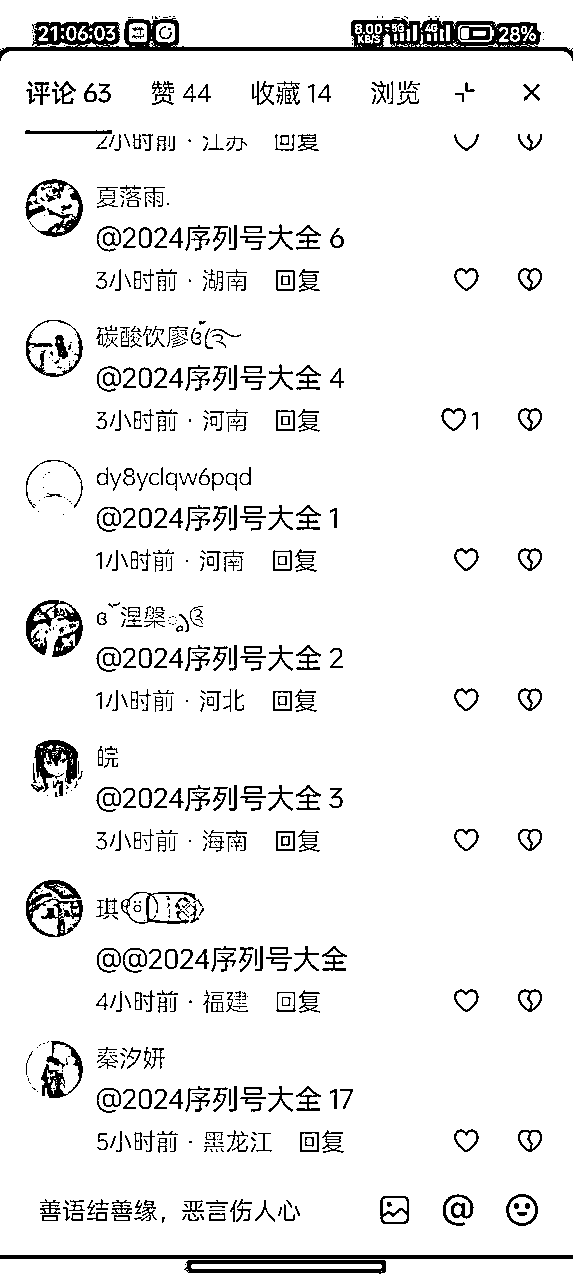 21:06:03 8.00 KB/S 5G 4G 28%
评论 63 赞 44 收藏 14 浏览
2小时前 · 江苏 回复
夏落雨.
@2024序列号大全 6
3小时前 · 湖南 回复
碳酸饮廖
@2024序列号大全 4
3小时前 · 河南 回复 1
dy8yclqw6pqd
@2024序列号大全 1
1小时前 · 河南 回复
涅槃
@2024序列号大全 2
1小时前 · 河北 回复
皖
@2024序列号大全 3
3小时前 · 海南 回复
琪
@@2024序列号大全
4小时前 · 福建 回复
秦汐妍
@2024序列号大全 17
5小时前 · 黑龙江 回复
善语结善缘，恶言伤人心